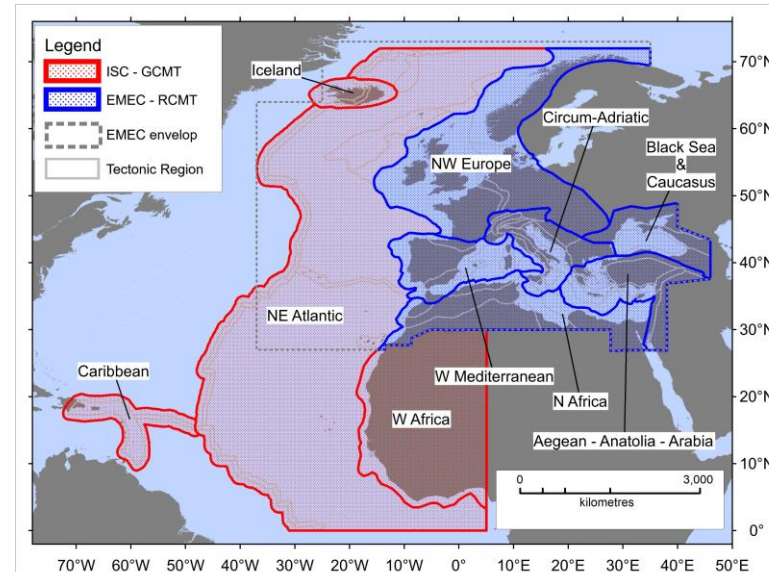 Legend
ISC - GCMT
EMEC - RCMT
EMEC envelop
Tectonic Region
Iceland
Circum-Adriatic
NW Europe
Black Sea
&
Caucasus
NE Atlantic
Caribbean
W Mediterranean
W Africa
N Africa
Aegean - Anatolia - Arabia
0 3,000
kilometres
70°N
60°N
50°N
40°N
30°N
20°N
10°N
0°
70°W 60°W 50°W 40°W 30°W 20°W 10°W 0° 10°E 20°E 30°E 40°E 50°E